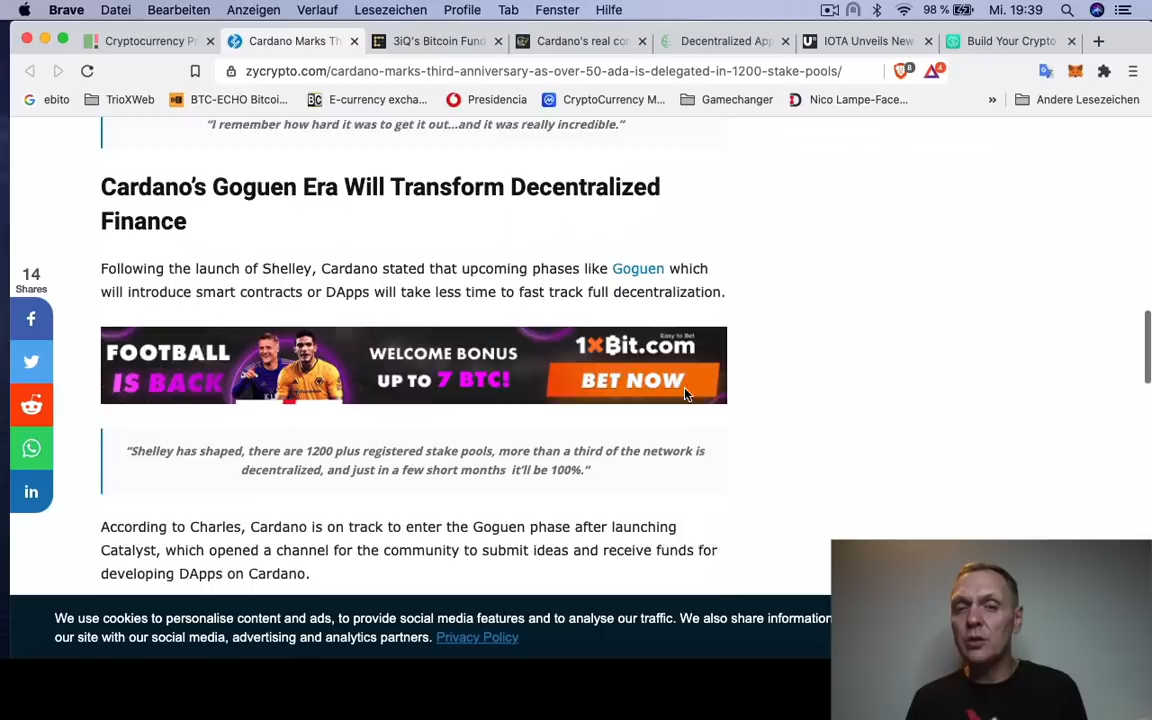 Brave Datei Bearbeiten Anzeigen Verlauf Lesezeichen Profile Tab Fenster Hilfe 98 % Mi. 19:39
Cryptocurrency Pr Cardano Marks Th 3iQ's Bitcoin Fund Cardano's real con Decentralized App IOTA Unveils New Build Your Crypto
zycrypto.com/cardano-marks-third-anniversary-as-over-50-ada-is-delegated-in-1200-stake-pools/
ebito TrioXWeb BTC-ECHO Bitcoi... E-currency excha... Presidencia CryptoCurrency M... Gamechanger Nico Lampe-Face... » Andere Lesezeichen
“I remember how hard it was to get it out...and it was really incredible.”
Cardano’s Goguen Era Will Transform Decentralized
Finance
Following the launch of Shelley, Cardano stated that upcoming phases like Goguen which
will introduce smart contracts or DApps will take less time to fast track full decentralization.
14
Shares
FOOTBALL
IS BACK
WELCOME BONUS
UP TO 7 BTC!
Easy to Bet
1XBit.com
BET NOW
“Shelley has shaped, there are 1200 plus registered stake pools, more than a third of the network is
decentralized, and just in a few short months it’ll be 100%.”
According to Charles, Cardano is on track to enter the Goguen phase after launching
Catalyst, which opened a channel for the community to submit ideas and receive funds for
developing DApps on Cardano.
We use cookies to personalise content and ads, to provide social media features and to analyse our traffic. We also share information
our site with our social media, advertising and analytics partners. Privacy Policy